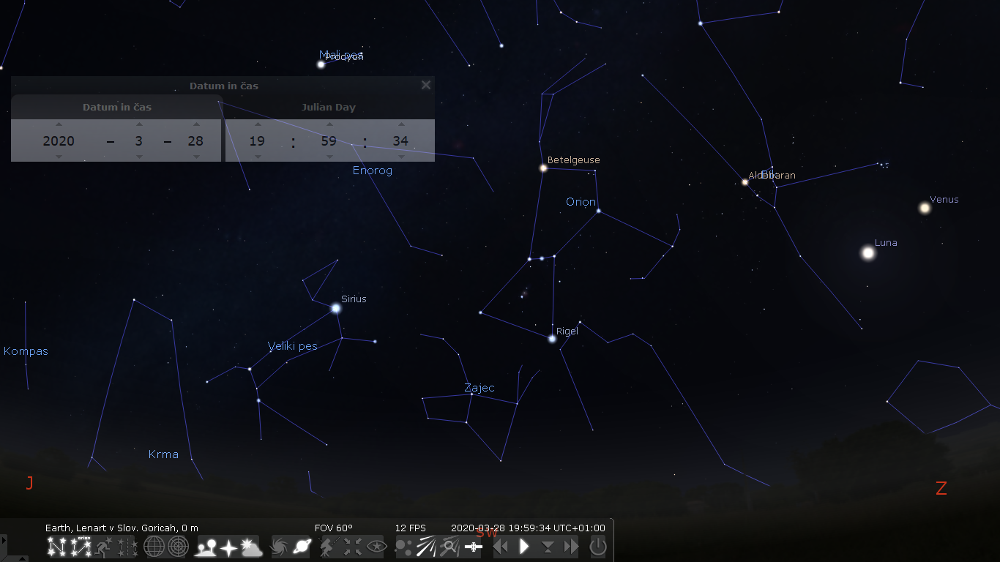 Mali pes
Procyon
Datum in čas
Datum in čas
Julian Day
2020 – 3 – 28
19 : 59 : 34
Betelgeuse
Enorog
Aldebaran
Orion
Venus
Luna
Sirius
Rigel
Veliki pes
Kompas
Zajec
Krma
J
Z
SW
Earth, Lenart v Slov. Goricah, 0 m
FOV 60°
12 FPS
2020-03-28 19:59:34 UTC+01:00
orion